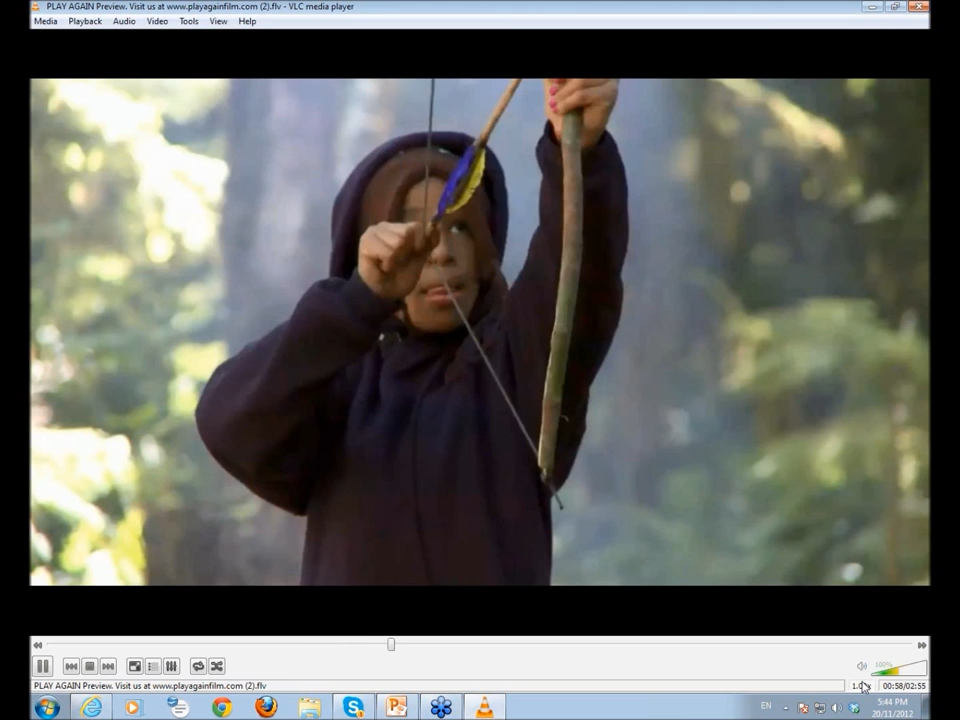 PLAY AGAIN Preview. Visit us at www.playagainfilm.com (2).flv - VLC media player
Media Playback Audio Video Tools View Help
100%
PLAY AGAIN Preview. Visit us at www.playagainfilm.com (2).flv
00:58/02:55
EN
5:44 PM
20/11/2012